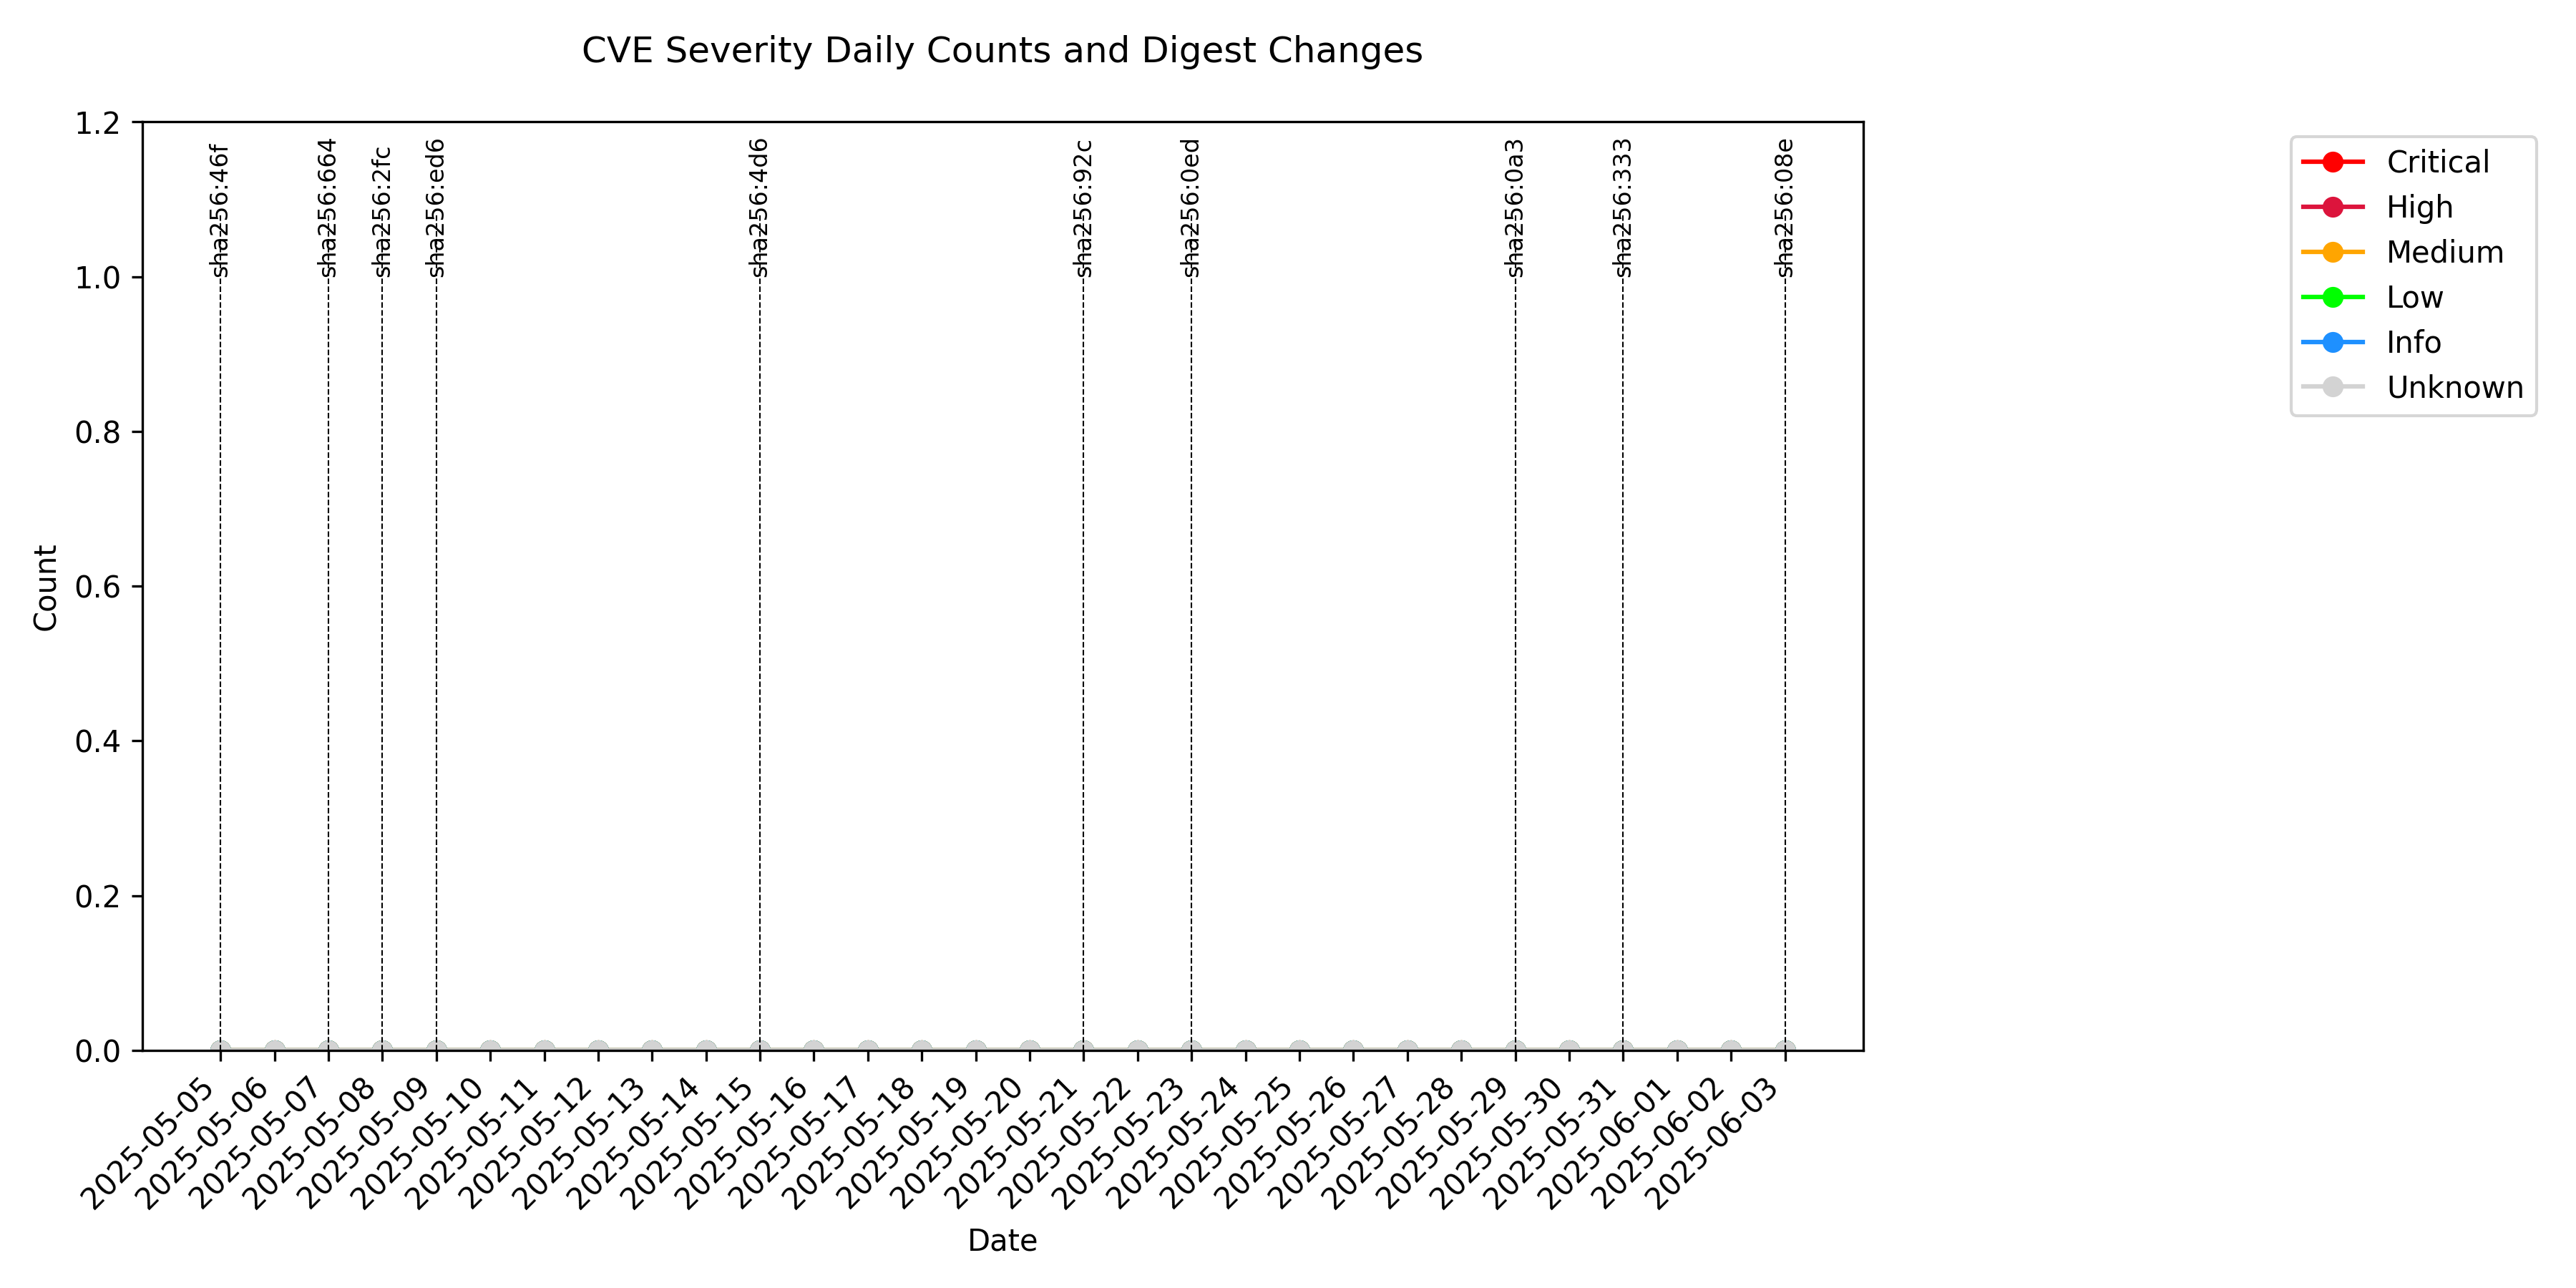 CVE Severity Daily Counts and Digest Changes
1.2
1.0
0.8
0.6
0.4
0.2
0.0
Count
sha256:46f
sha256:664
sha256:2fc
sha256:ed6
sha256:4d6
sha256:92c
sha256:0ed
sha256:0a3
sha256:333
sha256:08e
2025-05-05
2025-05-06
2025-05-07
2025-05-08
2025-05-09
2025-05-10
2025-05-11
2025-05-12
2025-05-13
2025-05-14
2025-05-15
2025-05-16
2025-05-17
2025-05-18
2025-05-19
2025-05-20
2025-05-21
2025-05-22
2025-05-23
2025-05-24
2025-05-25
2025-05-26
2025-05-27
2025-05-28
2025-05-29
2025-05-30
2025-05-31
2025-06-01
2025-06-02
2025-06-03
Date
Critical
High
Medium
Low
Info
Unknown